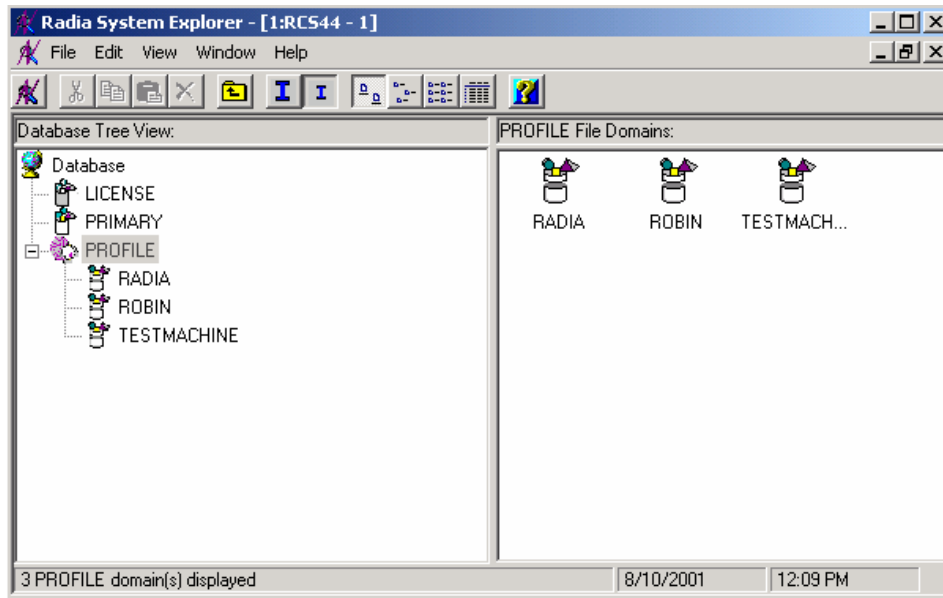 Radia System Explorer - [1:RCS44 - 1]
File Edit View Window Help
Database Tree View:
PROFILE File Domains:
Database
LICENSE
PRIMARY
PROFILE
RADIA
ROBIN
TESTMACHINE
RADIA
ROBIN
TESTMACH...
3 PROFILE domain(s) displayed
8/10/2001
12:09 PM